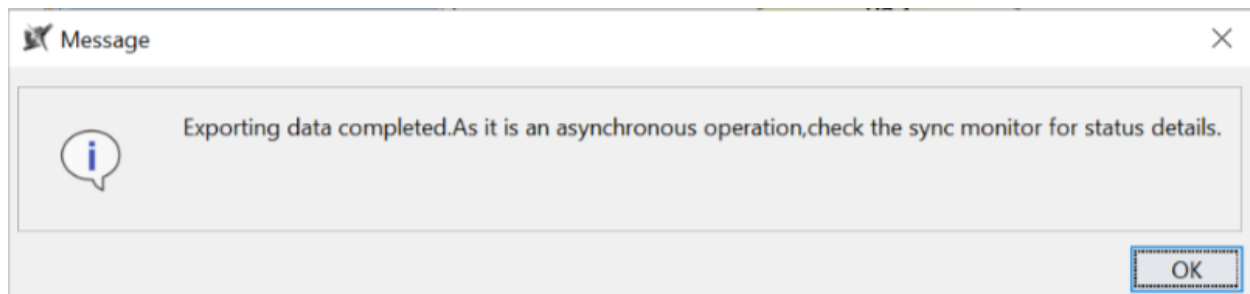 Message
Exporting data completed.As it is an asynchronous operation,check the sync monitor for status details.
OK